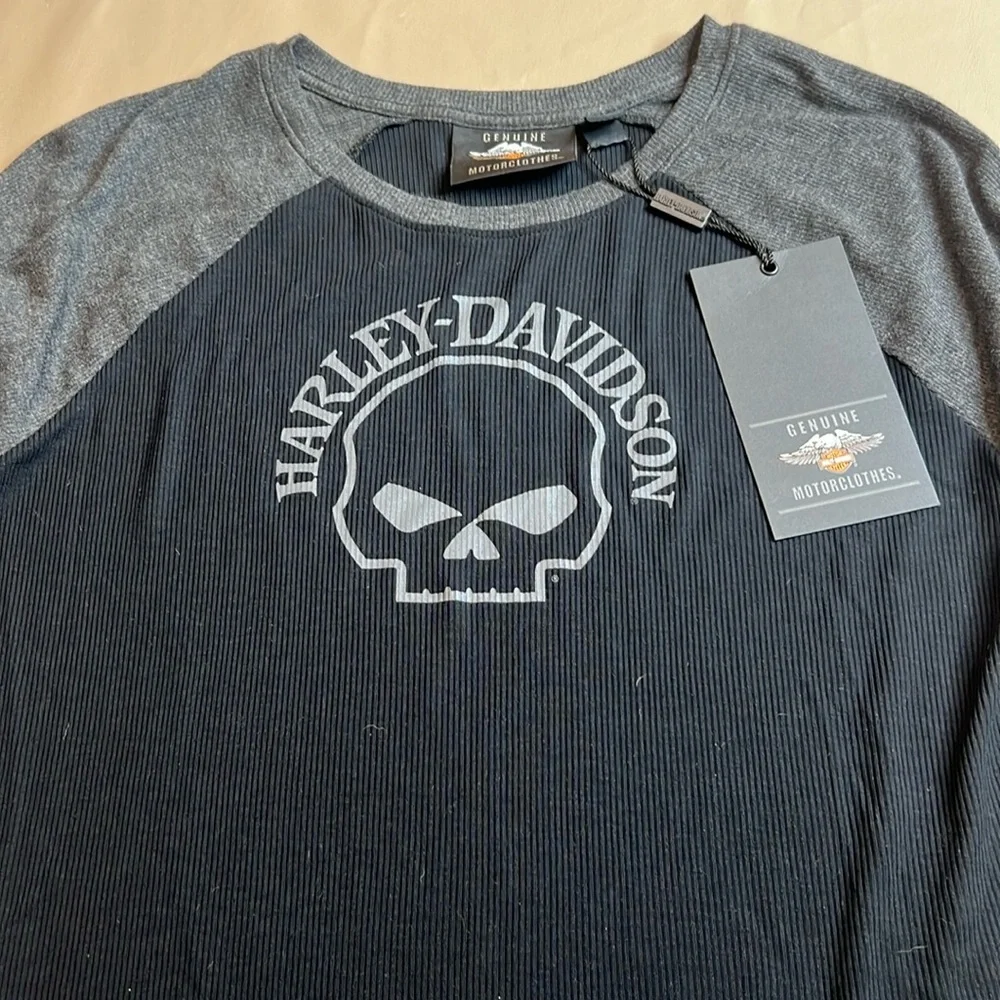 GENUINE
MOTORCLOTHES
HARLEY-DAVIDSON
®
GENUINE
MOTORCLOTHES®